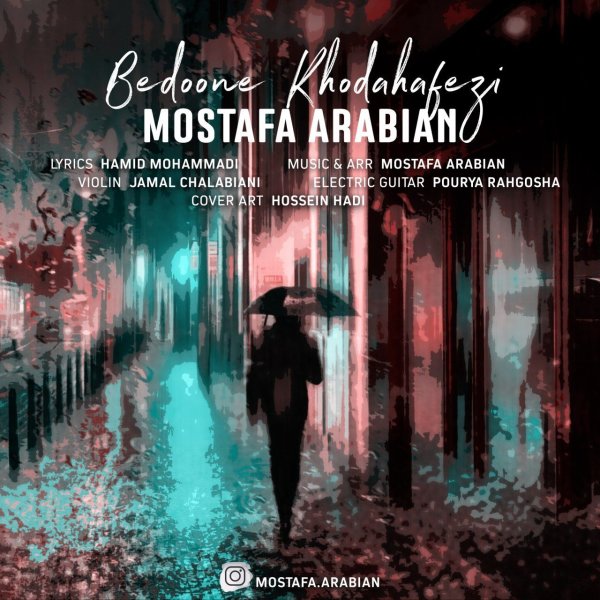 Bedoone Khodahafezi
MOSTAFA ARABIAN
LYRICS HAMID MOHAMMADI MUSIC & ARR MOSTAFA ARABIAN
VIOLIN JAMAL CHALABIANI ELECTRIC GUITAR POURYA RAHGOSHA
COVER ART HOSSEIN HADI
MOSTAFA.ARABIAN